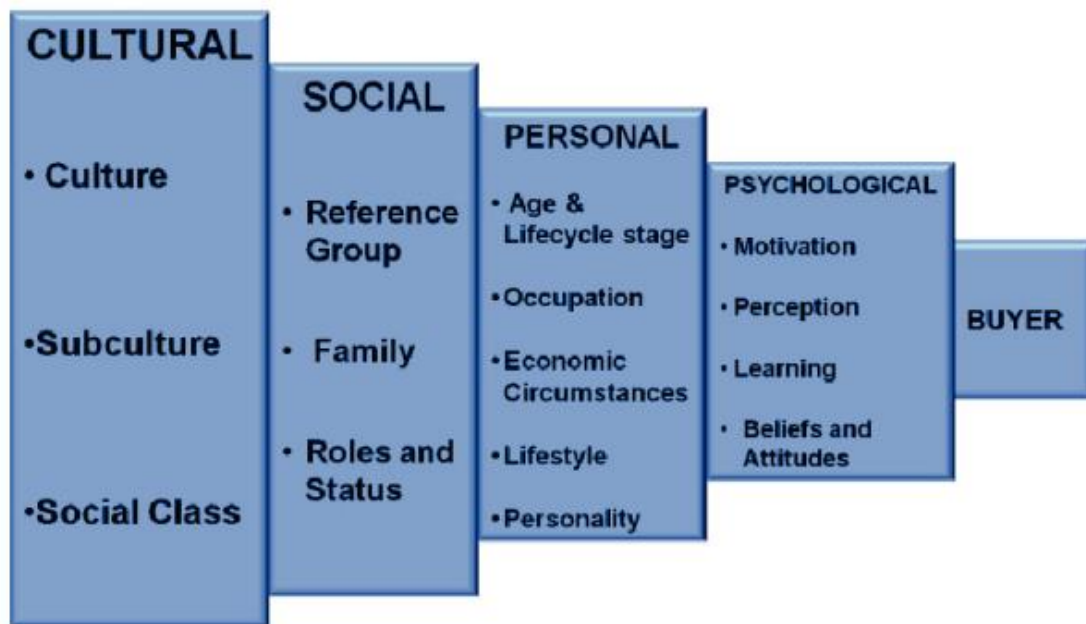 CULTURAL
• Culture
•Subculture
•Social Class
SOCIAL
• Reference
Group
• Family
• Roles and
Status
PERSONAL
• Age &
Lifecycle stage
•Occupation
•Economic
Circumstances
•Lifestyle
•Personality
PSYCHOLOGICAL
•Motivation
•Perception
•Learning
• Beliefs and
Attitudes
BUYER